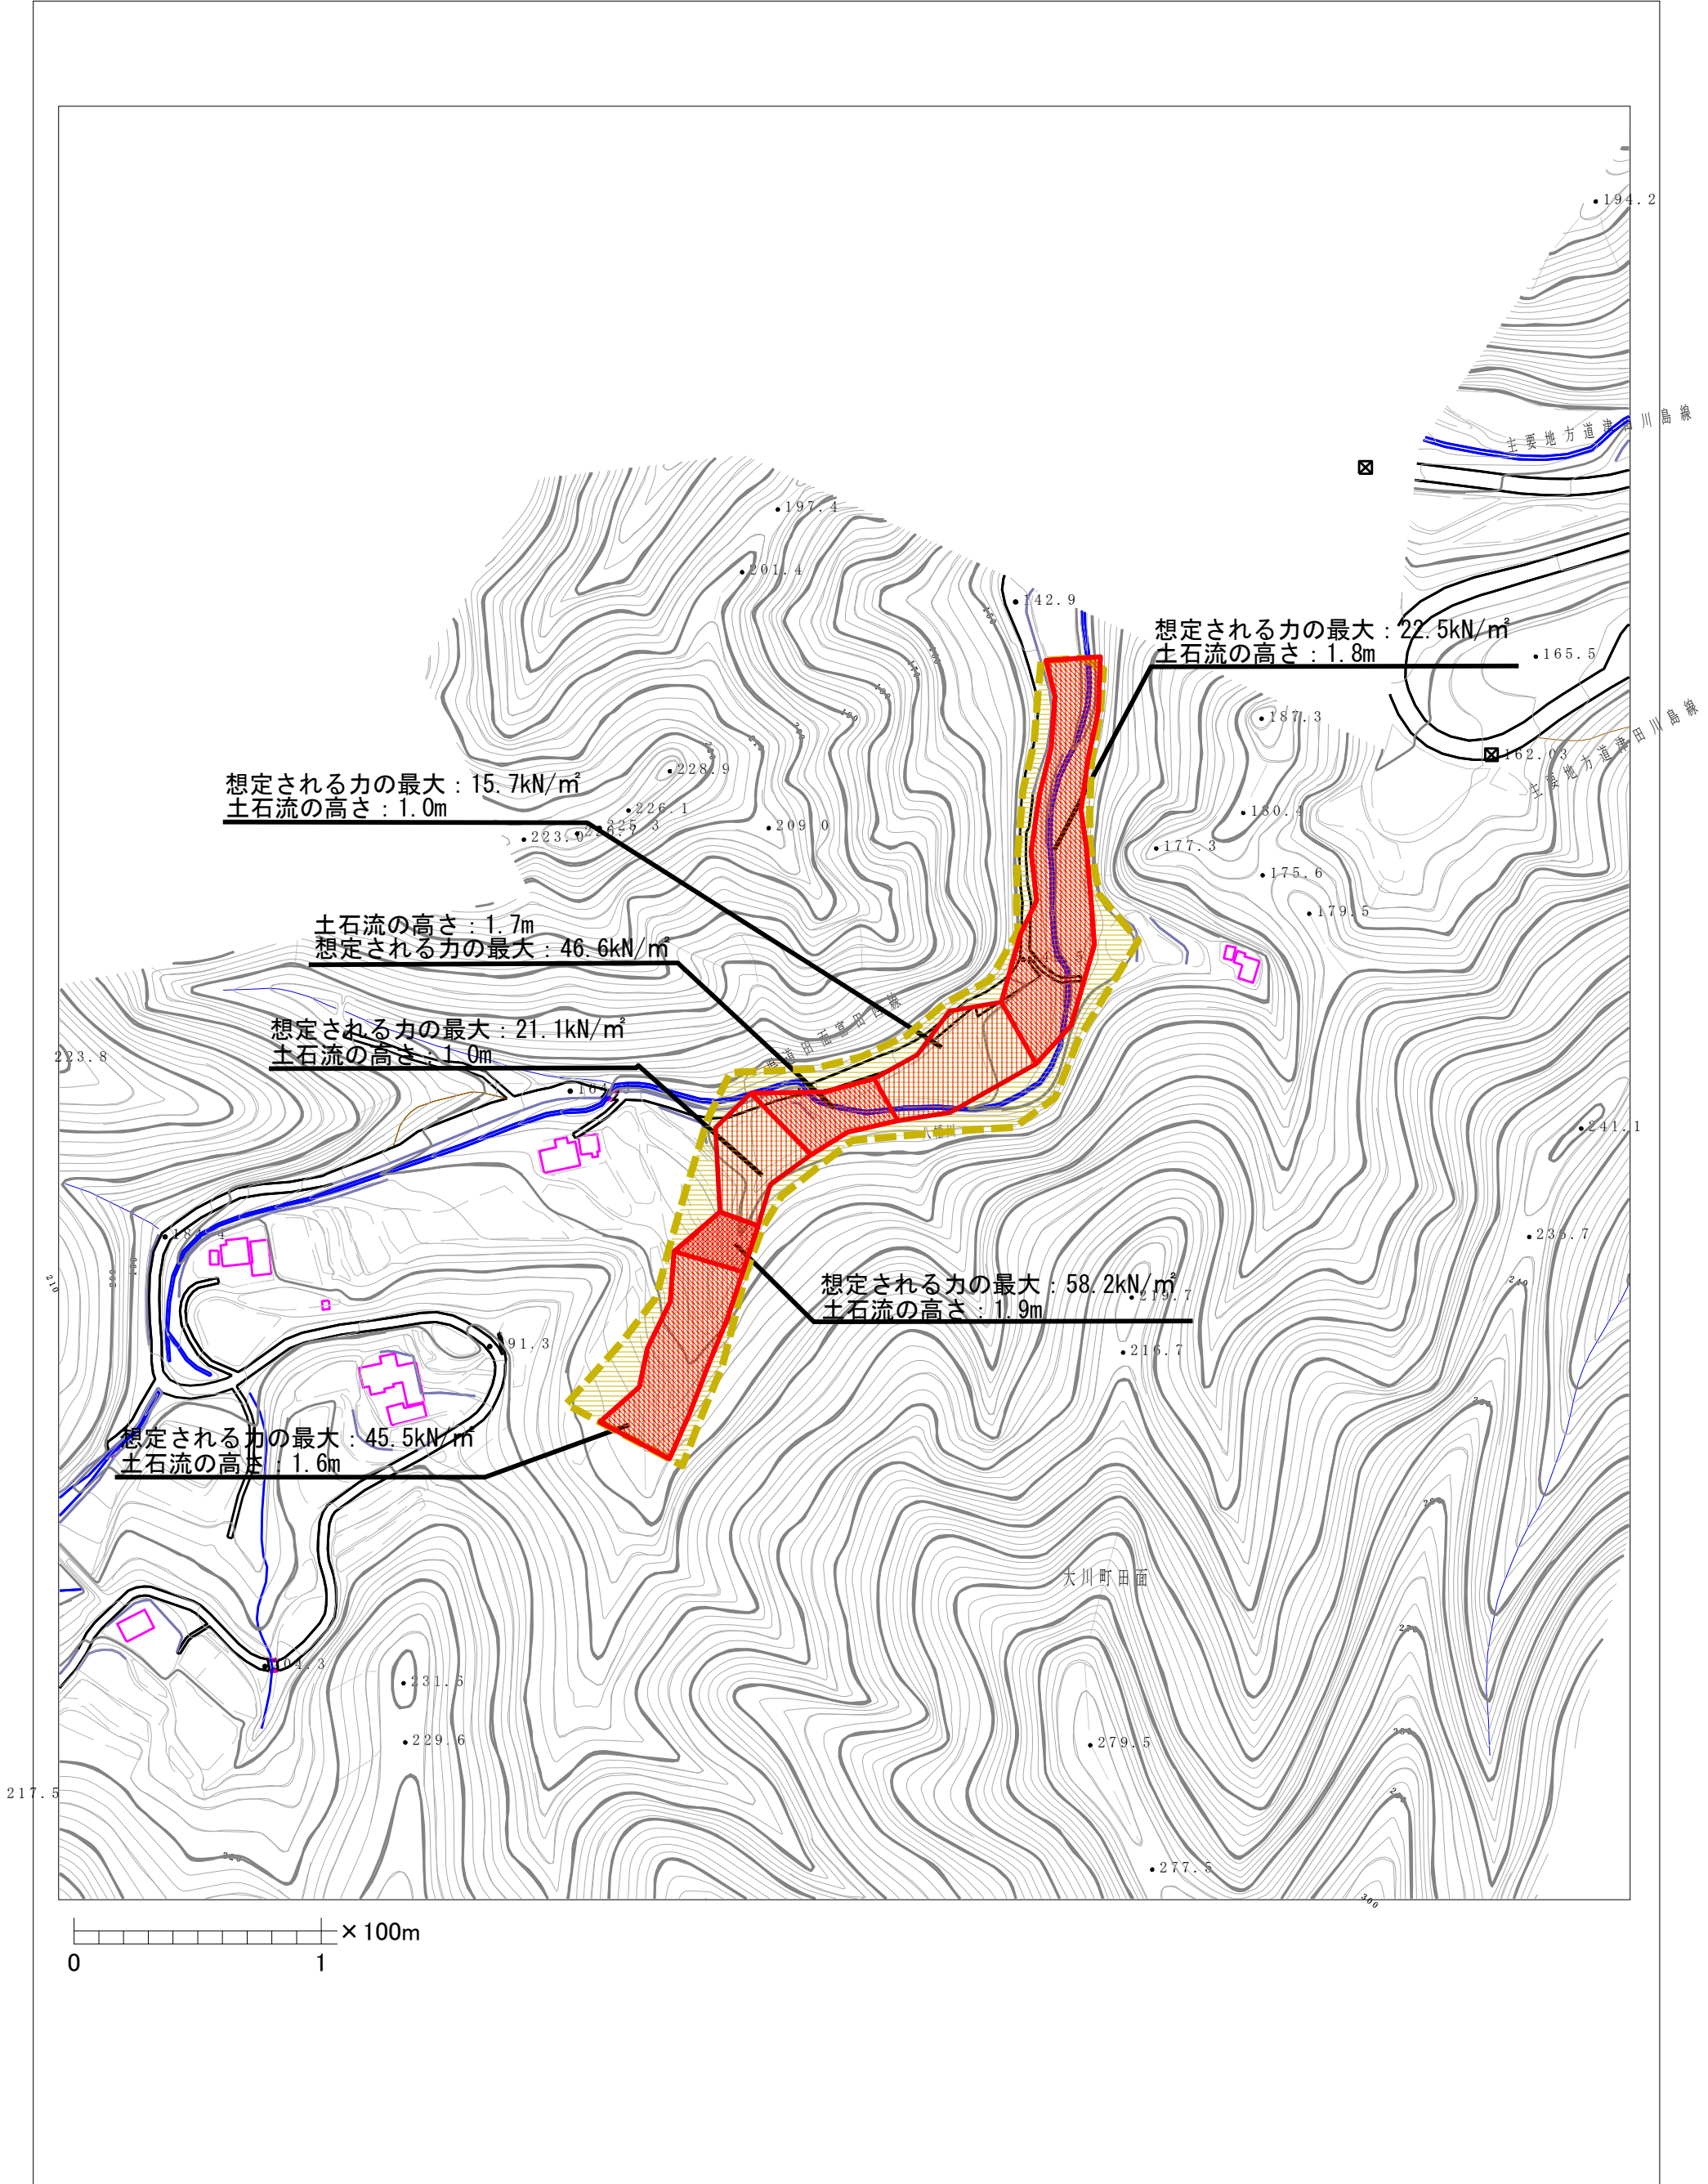 194.2
主要地方道津田川島線
197.4
201.4
142.9
想定される力の最大：22.5kN/㎡
土石流の高さ：1.8m
165.5
187.3
主要地方道津田川島線
162.03
228.9
想定される力の最大：15.7kN/㎡
土石流の高さ：1.0m
226.1
209.0
223.0
180.4
177.3
175.6
179.5
土石流の高さ：1.7m
想定される力の最大：46.6kN/㎡
想定される力の最大：21.1kN/㎡
土石流の高さ：1.0m
223.8
241.1
想定される力の最大：58.2kN/㎡
土石流の高さ：1.9m
219.7
216.7
210
240
想定される力の最大：45.5kN/㎡
土石流の高さ：1.6m
大川町田面
270
231.6
229.6
279.5
217.5
277.5
300
×100m
0 1